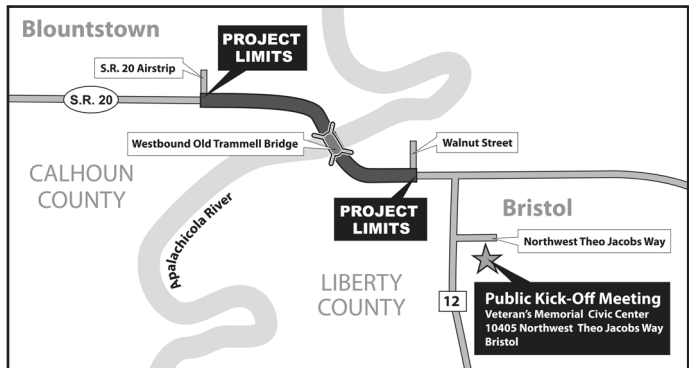 Blountstown
PROJECT
LIMITS
S.R. 20 Airstrip
S.R. 20
Westbound Old Trammell Bridge
Walnut Street
CALHOUN
COUNTY
Apalachicola River
PROJECT
LIMITS
Bristol
Northwest Theo Jacobs Way
LIBERTY
COUNTY
12
Public Kick-Off Meeting
Veteran's Memorial Civic Center
10405 Northwest Theo Jacobs Way
Bristol